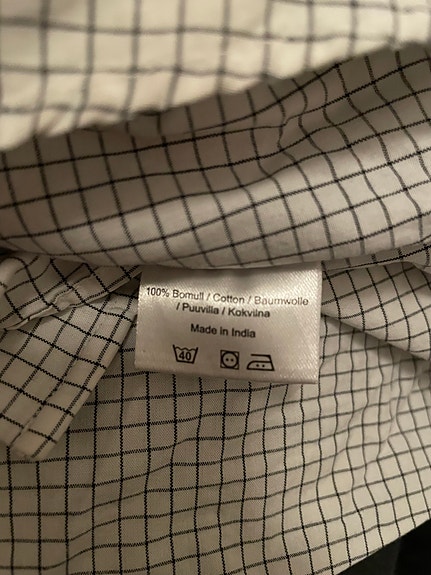 100% Bomull / Cotton / Baumwolle
/ Puuvilla / Kokvilna
Made in India
40